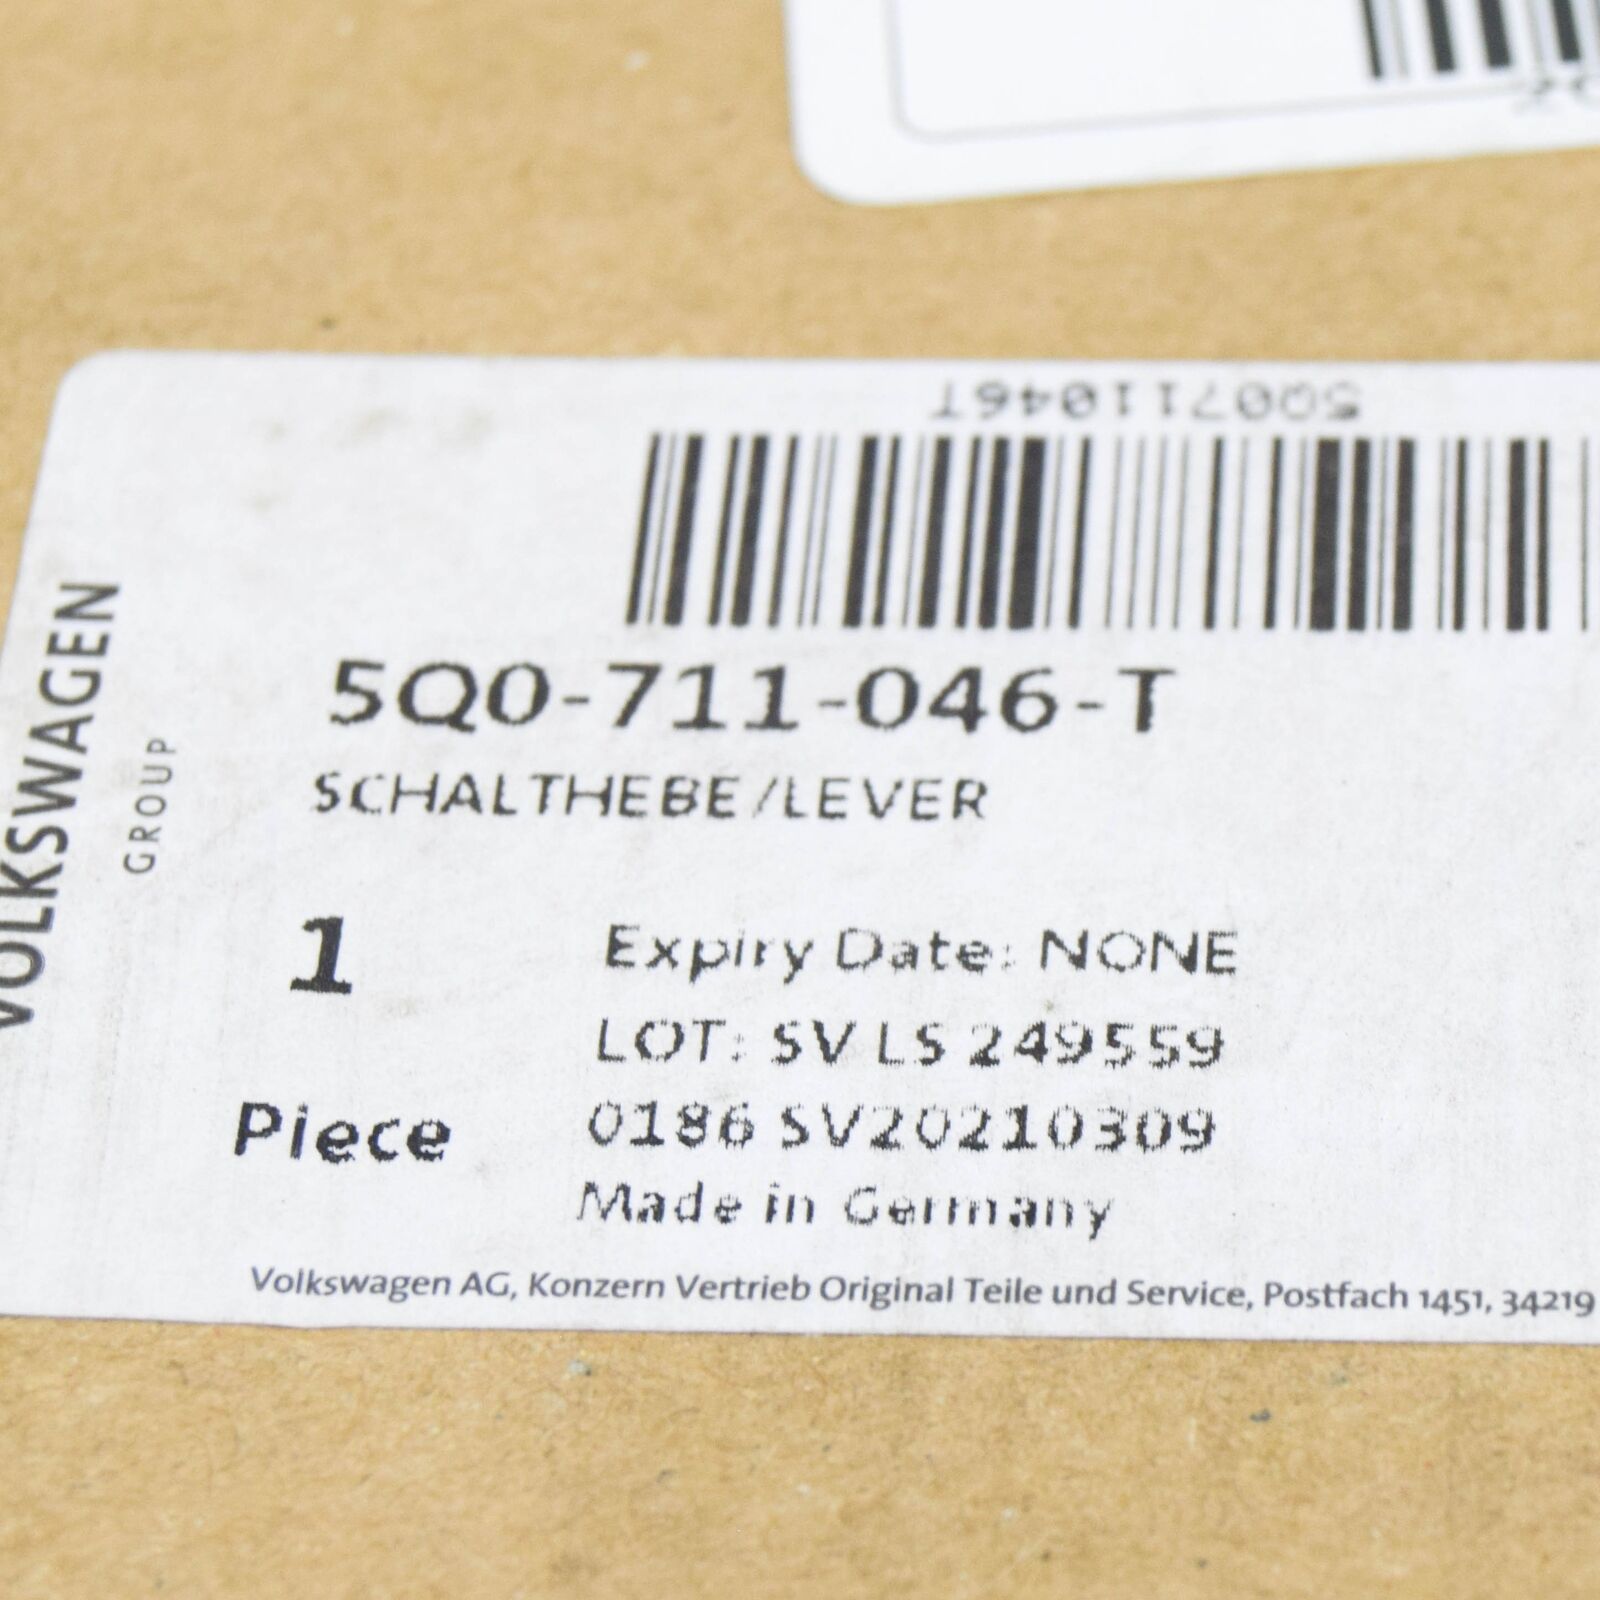 5Q0711046T
5Q0-711-046-T
SCHALTHEBE/LEVER
VOLKSWAGEN
GROUP
1
Piece
Expiry Date: NONE
LOT: SV LS 249559
0186 SV20210309
Made in Germany
Volkswagen AG, Konzern Vertrieb Original Teile und Service, Postfach 1451, 34219